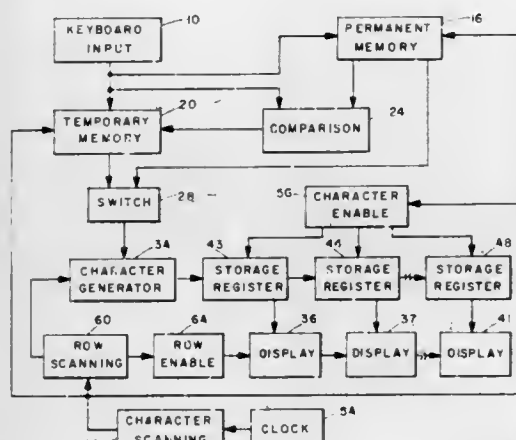 10
KEYBOARD
INPUT
16
PERMANENT
MEMORY
20
TEMPORARY
MEMORY
24
COMPARISON
28
SWITCH
56
CHARACTER
ENABLE
34
CHARACTER
GENERATOR
43
STORAGE
REGISTER
46
STORAGE
REGISTER
48
STORAGE
REGISTER
60
ROW
SCANNING
64
ROW
ENABLE
36
DISPLAY
37
DISPLAY
41
DISPLAY
CHARACTER
SCANNING
CLOCK
54